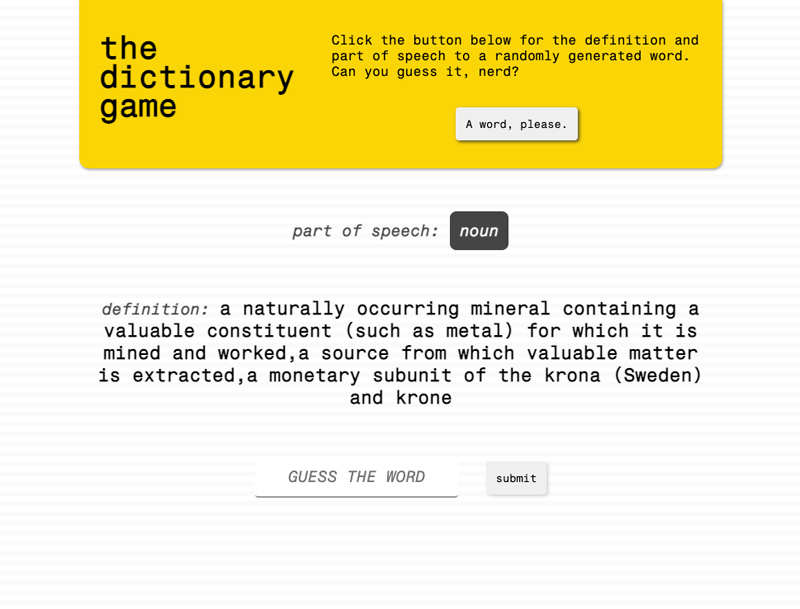 the
dictionary
game
Click the button below for the definition and
part of speech to a randomly generated word.
Can you guess it, nerd?
A word, please.
part of speech: noun
definition: a naturally occurring mineral containing a
valuable constituent (such as metal) for which it is
mined and worked,a source from which valuable matter
is extracted,a monetary subunit of the krona (Sweden)
and krone
GUESS THE WORD
submit